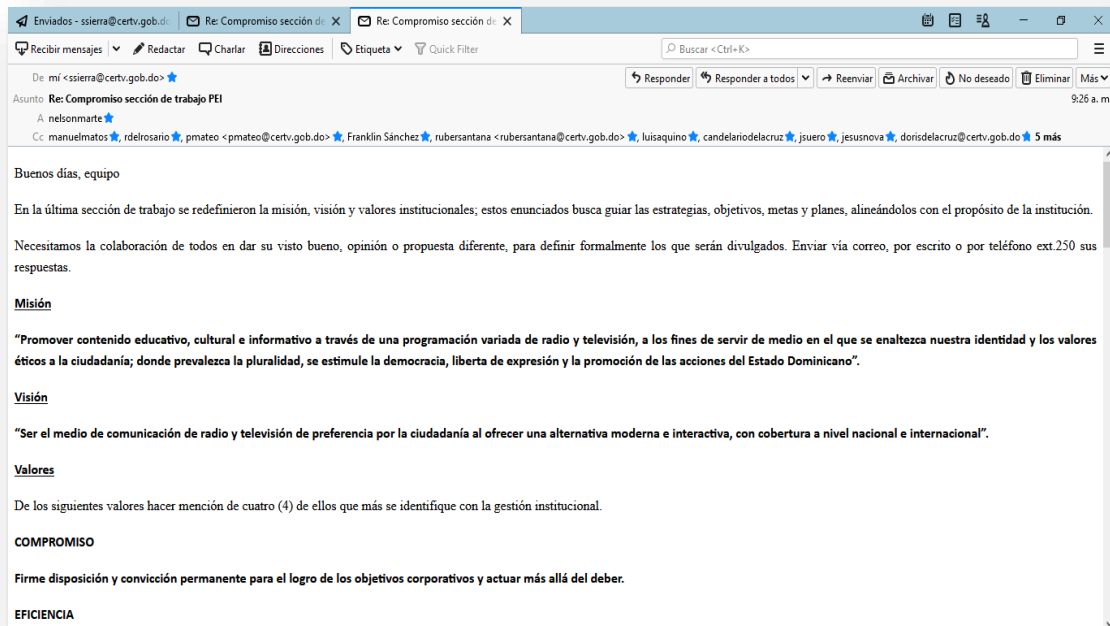 Enviados - ssierra@certv.gob.do
Re: Compromiso sección de
Re: Compromiso sección de
Recibir mensajes Redactar Charlar Direcciones Etiqueta Quick Filter Buscar <Ctrl+K>
De mí <ssierra@certv.gob.do> Responder Responder a todos Reenviar Archivar No deseado Eliminar Más
Asunto Re: Compromiso sección de trabajo PEI 9:26 a. m
A nelsonmarte
Cc manuelmatos, rdelrosario, pmateo <pmateo@certv.gob.do>, Franklin Sánchez, rubersantana <rubersantana@certv.gob.do>, luisaquino, candelariodelacruz, jsuero, jesusnova, dorisdelacruz@certv.gob.do 5 más
Buenos días, equipo
En la última sección de trabajo se redefinieron la misión, visión y valores institucionales; estos enunciados busca guiar las estrategias, objetivos, metas y planes, alineándolos con el propósito de la institución.
Necesitamos la colaboración de todos en dar su visto bueno, opinión o propuesta diferente, para definir formalmente los que serán divulgados. Enviar vía correo, por escrito o por teléfono ext.250 sus
respuestas.
Misión
“Promover contenido educativo, cultural e informativo a través de una programación variada de radio y televisión, a los fines de servir de medio en el que se enaltezca nuestra identidad y los valores
éticos a la ciudadanía; donde prevalezca la pluralidad, se estimule la democracia, liberta de expresión y la promoción de las acciones del Estado Dominicano”.
Visión
“Ser el medio de comunicación de radio y televisión de preferencia por la ciudadanía al ofrecer una alternativa moderna e interactiva, con cobertura a nivel nacional e internacional”.
Valores
De los siguientes valores hacer mención de cuatro (4) de ellos que más se identifique con la gestión institucional.
COMPROMISO
Firme disposición y convicción permanente para el logro de los objetivos corporativos y actuar más allá del deber.
EFICIENCIA